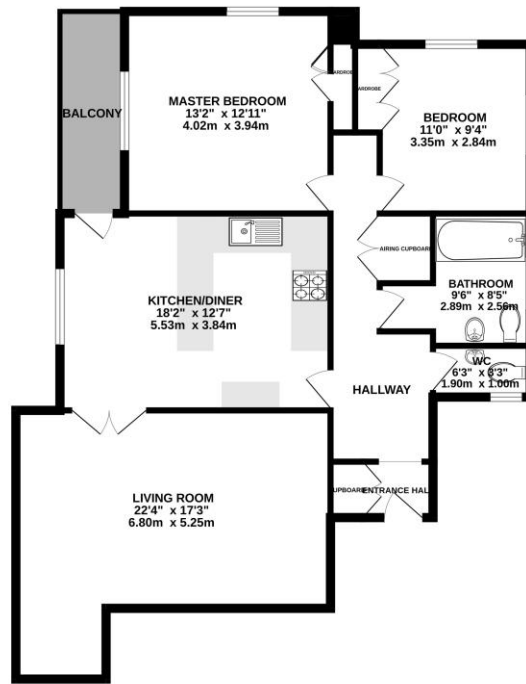 BALCONY
MASTER BEDROOM
13'2" x 12'11"
4.02m x 3.94m
BEDROOM
11'0" x 9'4"
3.35m x 2.84m
AIRING CUPBOARD
KITCHEN/DINER
18'2" x 12'7"
5.53m x 3.84m
BATHROOM
9'6" x 8'5"
2.89m x 2.56m
WC
6'3" x 3'3"
1.90m x 1.00m
HALLWAY
LIVING ROOM
22'4" x 17'3"
6.80m x 5.25m
UPBOARD
ENTRANCE HALL